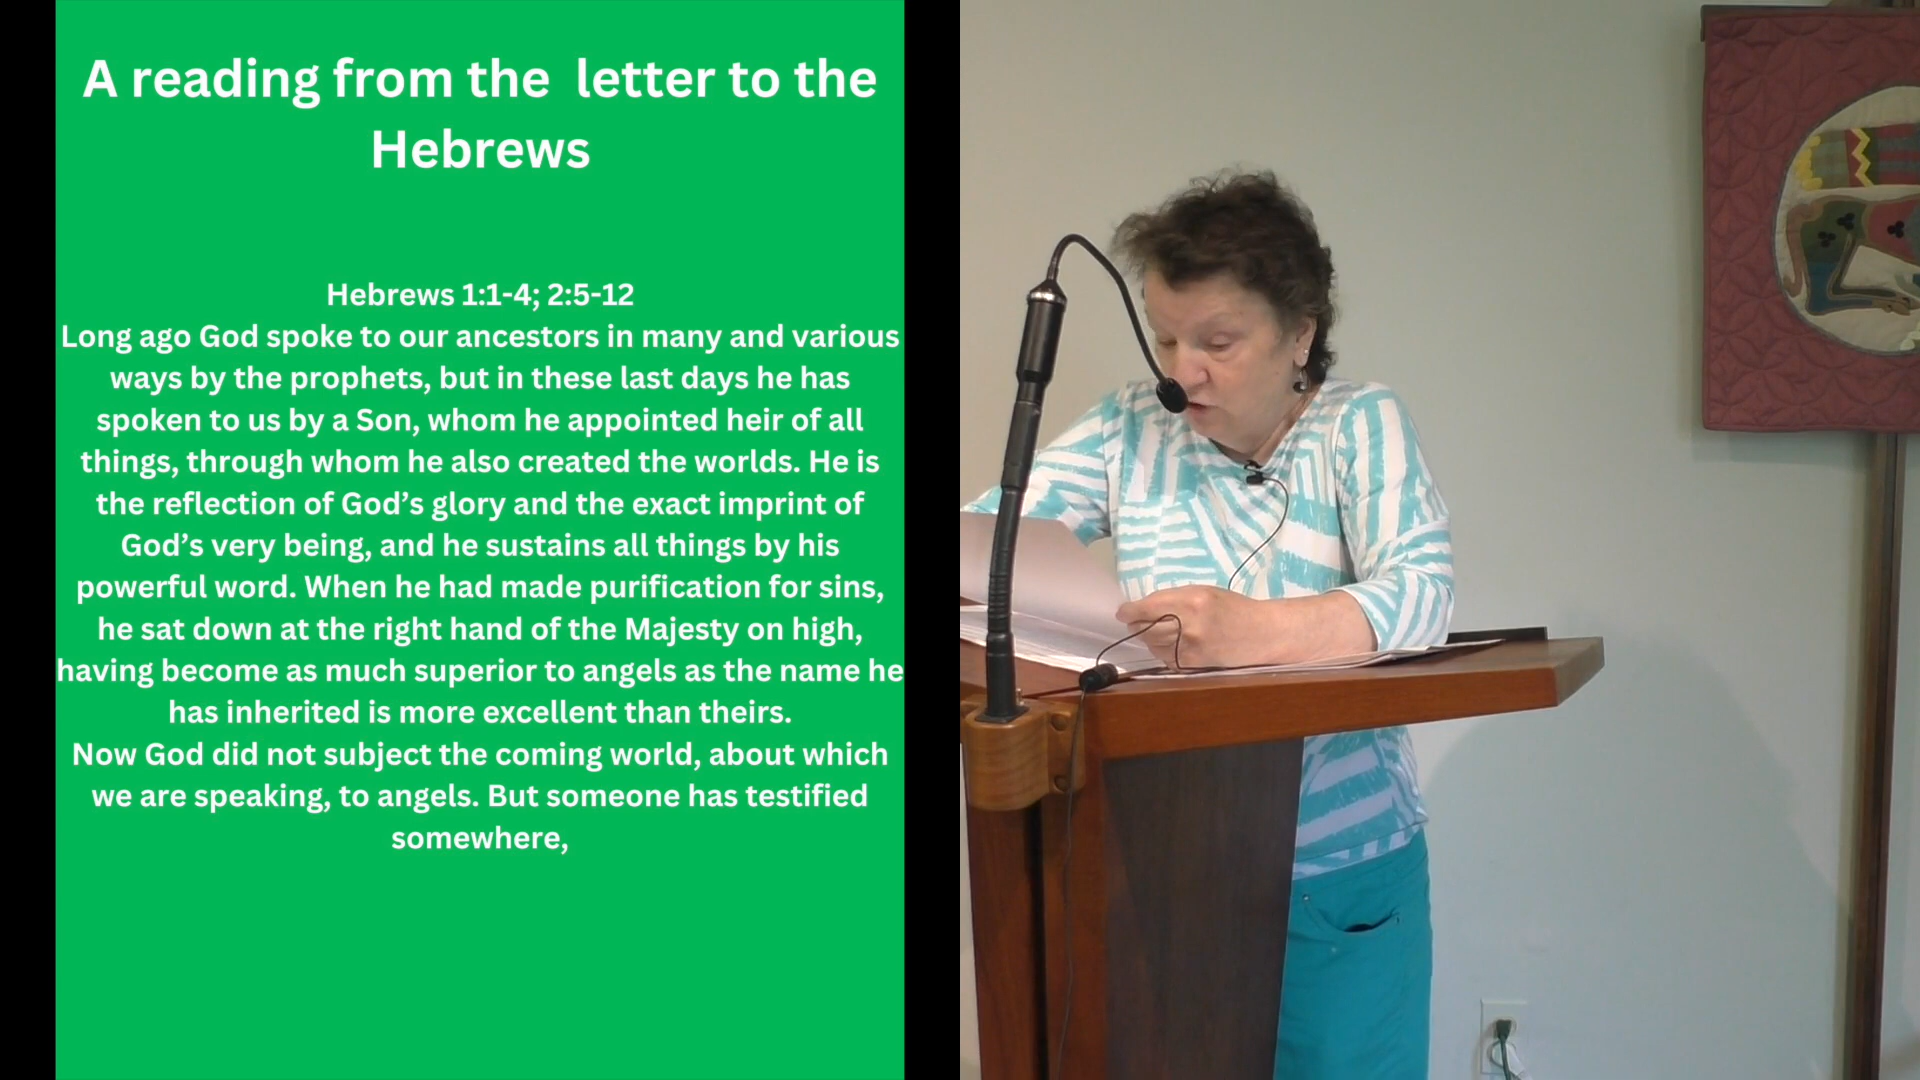 A reading from the letter to the
Hebrews
Hebrews 1:1-4; 2:5-12
Long ago God spoke to our ancestors in many and various
ways by the prophets, but in these last days he has
spoken to us by a Son, whom he appointed heir of all
things, through whom he also created the worlds. He is
the reflection of God’s glory and the exact imprint of
God’s very being, and he sustains all things by his
powerful word. When he had made purification for sins,
he sat down at the right hand of the Majesty on high,
having become as much superior to angels as the name he
has inherited is more excellent than theirs.
Now God did not subject the coming world, about which
we are speaking, to angels. But someone has testified
somewhere,